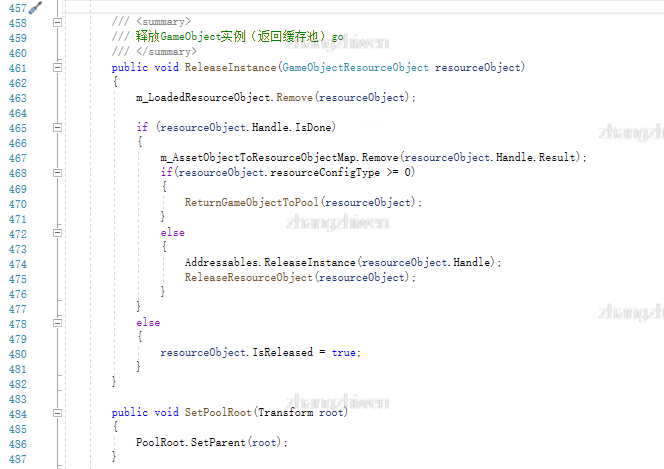 457
458 /// <summary>
459 /// 释放GameObject实例（返回缓存池）go
460 /// </summary>
461 public void ReleaseInstance(GameObjectResourceObject resourceObject)
462 {
463 m_LoadedResourceObject.Remove(resourceObject);
464
465 if (resourceObject.Handle.IsDone)
466 {
467 m_AssetObjectToResourceObjectMap.Remove(resourceObject.Handle.Result);
468 if(resourceObject.resourceConfigType >= 0)
469 {
470 ReturnGameObjectToPool(resourceObject);
471 }
472 else
473 {
474 Addressables.ReleaseInstance(resourceObject.Handle);
475 ReleaseResourceObject(resourceObject);
476 }
477 }
478 else
479 {
480 resourceObject.IsReleased = true;
481 }
482 }
483
484 public void SetPoolRoot(Transform root)
485 {
486 PoolRoot.SetParent(root);
487 }
zhangzhiwen
zhangzhiwen
zhangzhiwen
zhangzh
zhangzh